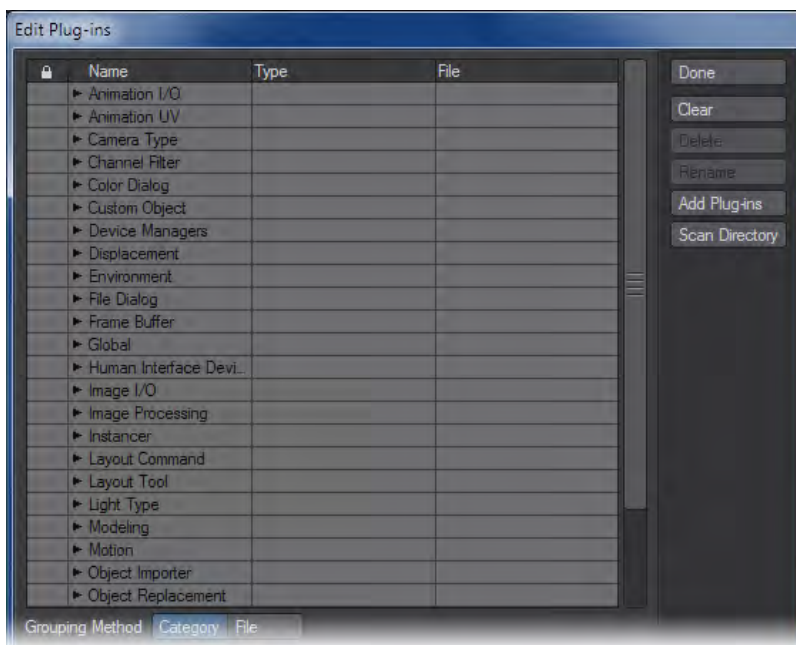 Edit Plug-ins
Name Type File
Animation I/O
Animation UV
Camera Type
Channel Filter
Color Dialog
Custom Object
Device Managers
Displacement
Environment
File Dialog
Frame Buffer
Global
Human Interface Devi...
Image I/O
Image Processing
Instancer
Layout Command
Layout Tool
Light Type
Modeling
Motion
Object Importer
Object Replacement
Grouping Method Category File
Done
Clear
Delete
Rename
Add Plug-ins
Scan Directory